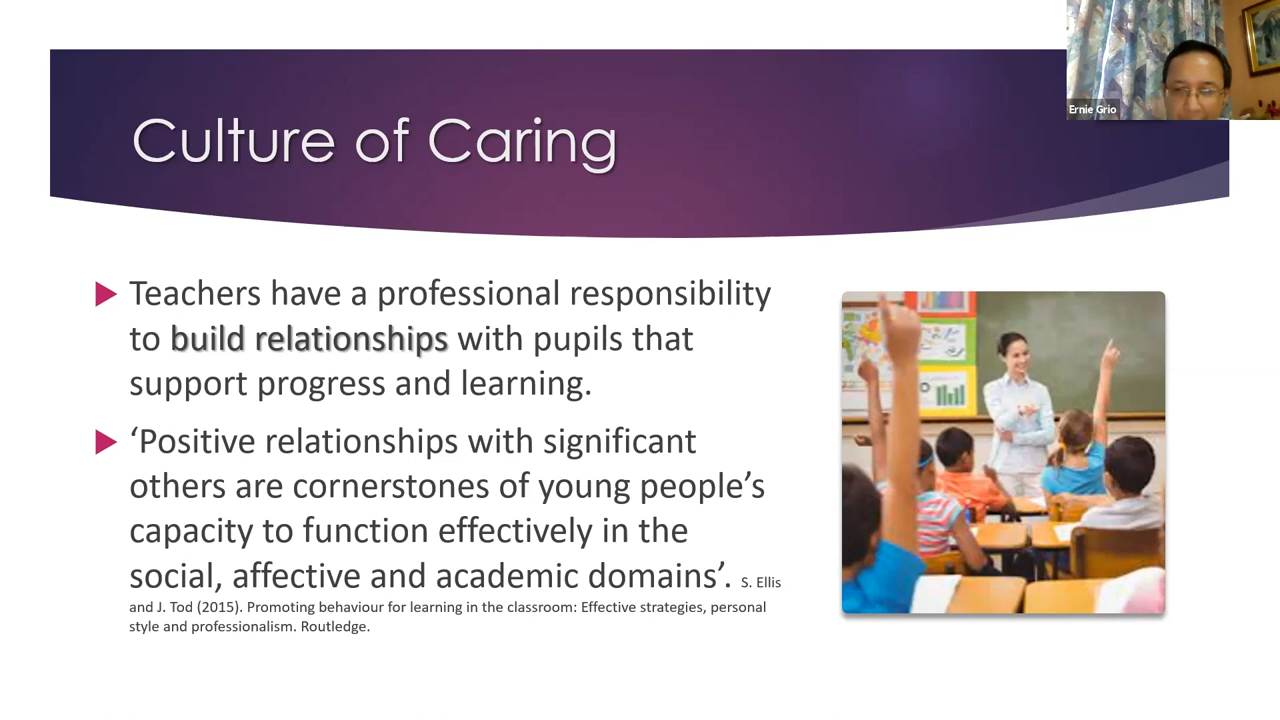 Ernie Grio
Culture of Caring
Teachers have a professional responsibility
to build relationships with pupils that
support progress and learning.
‘Positive relationships with significant
others are cornerstones of young people’s
capacity to function effectively in the
social, affective and academic domains’. S. Ellis
and J. Tod (2015). Promoting behaviour for learning in the classroom: Effective strategies, personal
style and professionalism. Routledge.